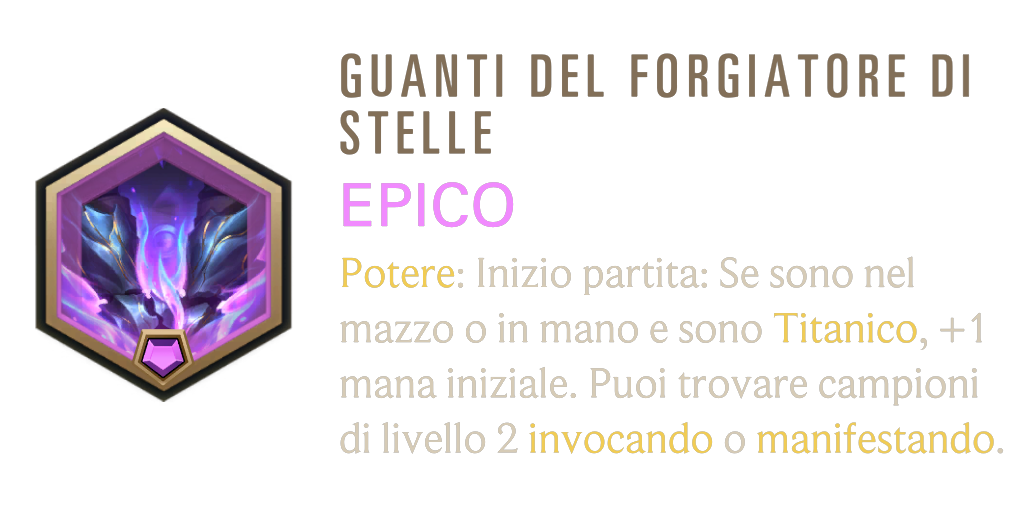 GUANTI DEL FORGIATORE DI
STELLE
EPICO
Potere: Inizio partita: Se sono nel
mazzo o in mano e sono Titanico, +1
mana iniziale. Puoi trovare campioni
di livello 2 invocando o manifestando.